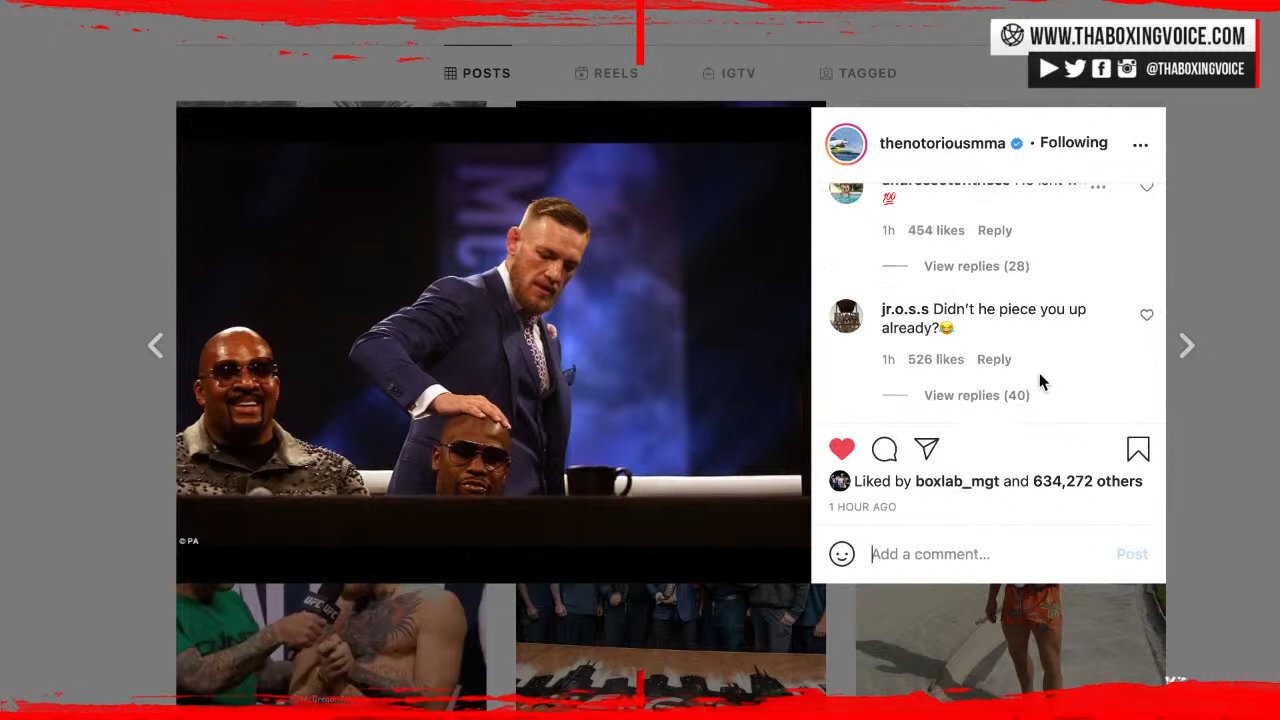 WWW.THABOXINGVOICE.COM
@THABOXINGVOICE
POSTS
REELS
IGTV
TAGGED
thenotoriousmma • Following
💯
1h 454 likes Reply
View replies (28)
jr.o.s.s Didn't he piece you up
already?😂
1h 526 likes Reply
View replies (40)
Liked by boxlab_mgt and 634,272 others
1 HOUR AGO
Add a comment...
Post
© PA
UFC